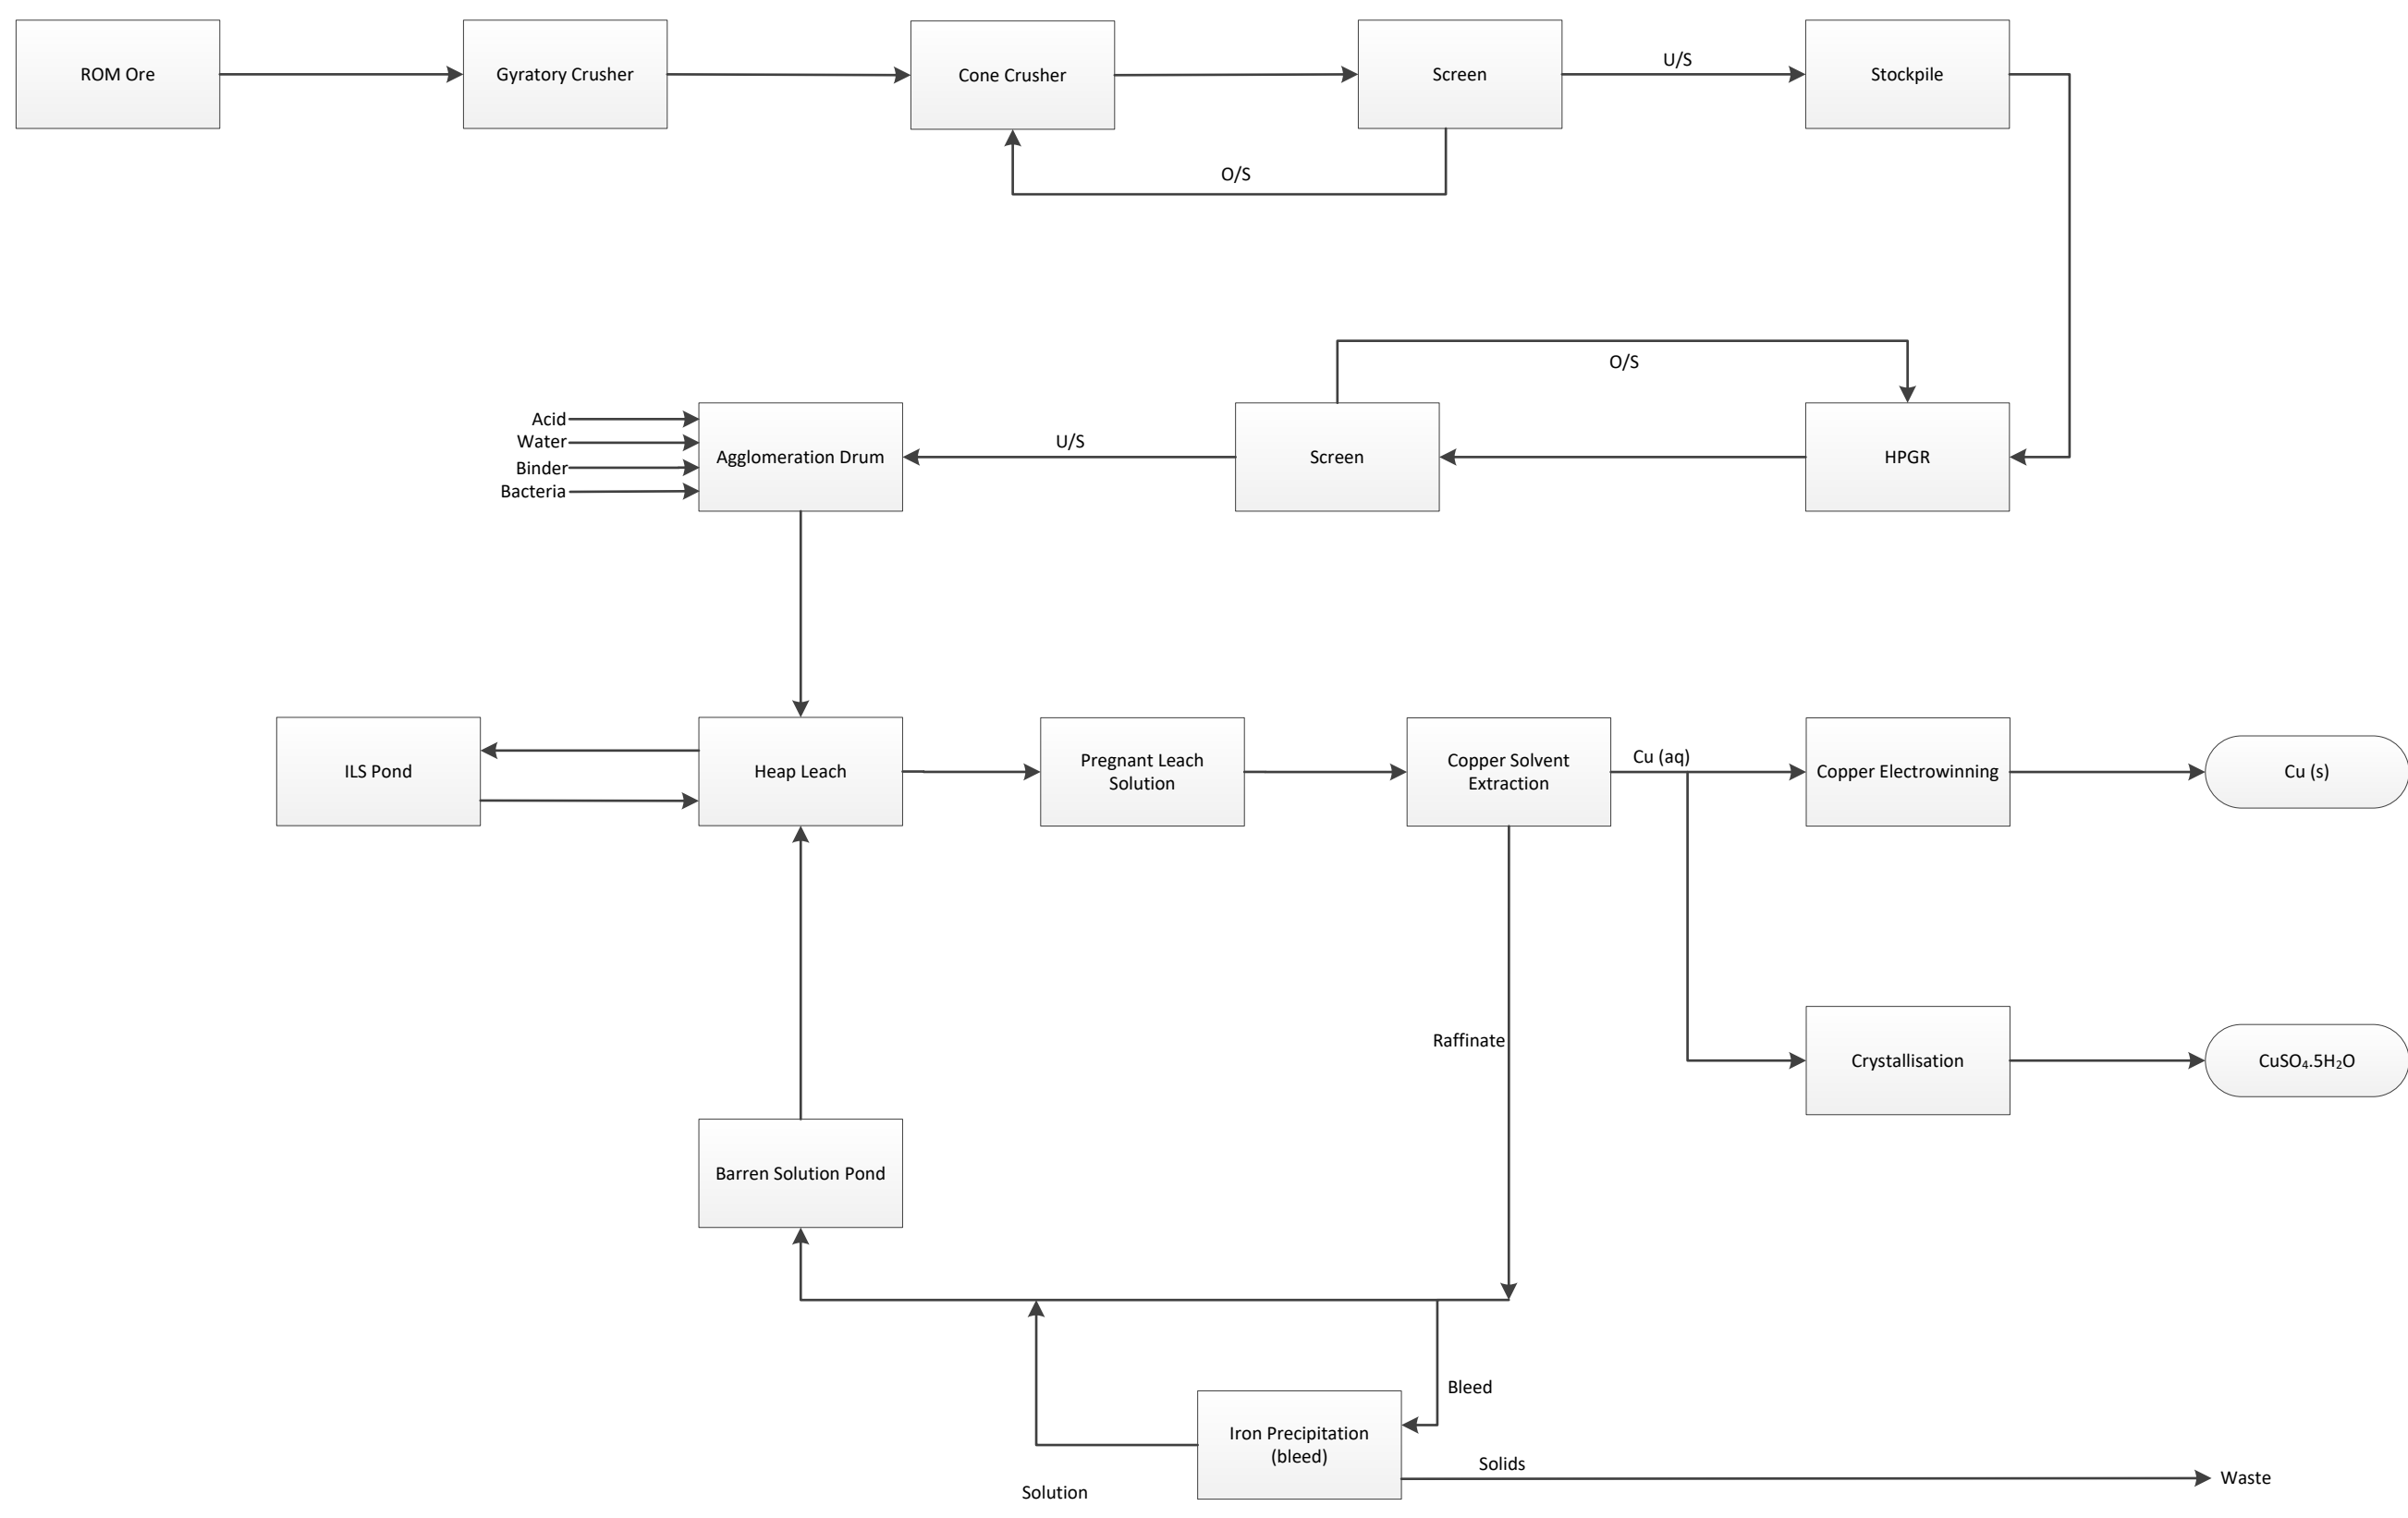 ROM Ore
Gyratory Crusher
Cone Crusher
Screen
U/S
Stockpile
O/S
O/S
Acid
Water
Binder
Bacteria
Agglomeration Drum
U/S
Screen
HPGR
ILS Pond
Heap Leach
Pregnant Leach
Solution
Copper Solvent
Extraction
Cu (aq)
Copper Electrowinning
Cu (s)
Raffinate
Crystallisation
CuSO₄.5H₂O
Barren Solution Pond
Bleed
Iron Precipitation
(bleed)
Solids
Waste
Solution